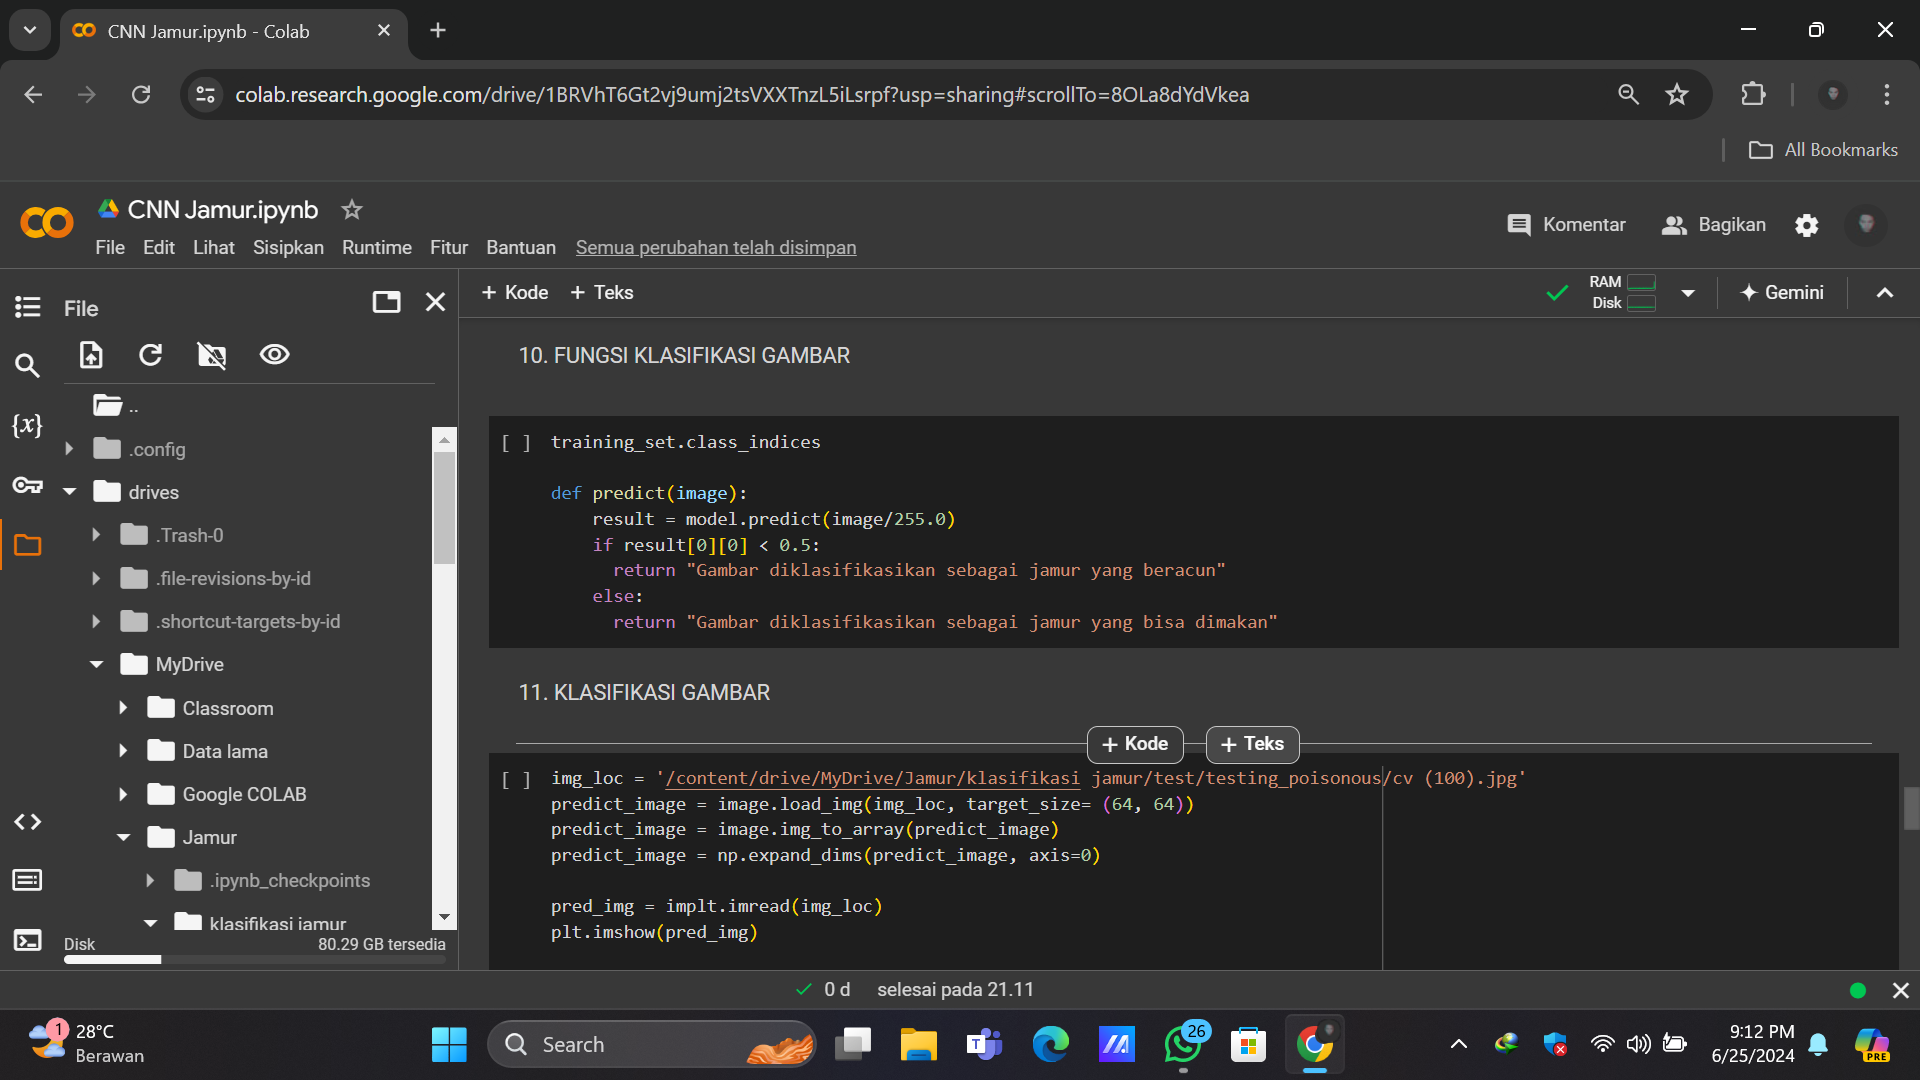 CNN Jamur.ipynb - Colab
colab.research.google.com/drive/1BRVhT6Gt2vj9umj2tsVXXTnzL5iLsrpf?usp=sharing#scrollTo=8OLa8dYdVkea
All Bookmarks
CNN Jamur.ipynb
Komentar
Bagikan
File Edit Lihat Sisipkan Runtime Fitur Bantuan Semua perubahan telah disimpan
File
+ Kode + Teks
RAM
Disk
Gemini
10. FUNGSI KLASIFIKASI GAMBAR
..
{x}
.config
drives
.Trash-0
.file-revisions-by-id
.shortcut-targets-by-id
MyDrive
Classroom
Data lama
Google COLAB
Jamur
.ipynb_checkpoints
klasifikasi jamur
Disk 80.29 GB tersedia
[ ] training_set.class_indices
def predict(image):
result = model.predict(image/255.0)
if result[0][0] < 0.5:
return "Gambar diklasifikasikan sebagai jamur yang beracun"
else:
return "Gambar diklasifikasikan sebagai jamur yang bisa dimakan"
11. KLASIFIKASI GAMBAR
+ Kode + Teks
[ ] img_loc = '/content/drive/MyDrive/Jamur/klasifikasi jamur/test/testing_poisonous/cv (100).jpg'
predict_image = image.load_img(img_loc, target_size= (64, 64))
predict_image = image.img_to_array(predict_image)
predict_image = np.expand_dims(predict_image, axis=0)
pred_img = implt.imread(img_loc)
plt.imshow(pred_img)
0 d selesai pada 21.11
1
28°C
Berawan
Search
T
26
9:12 PM
6/25/2024
PRE